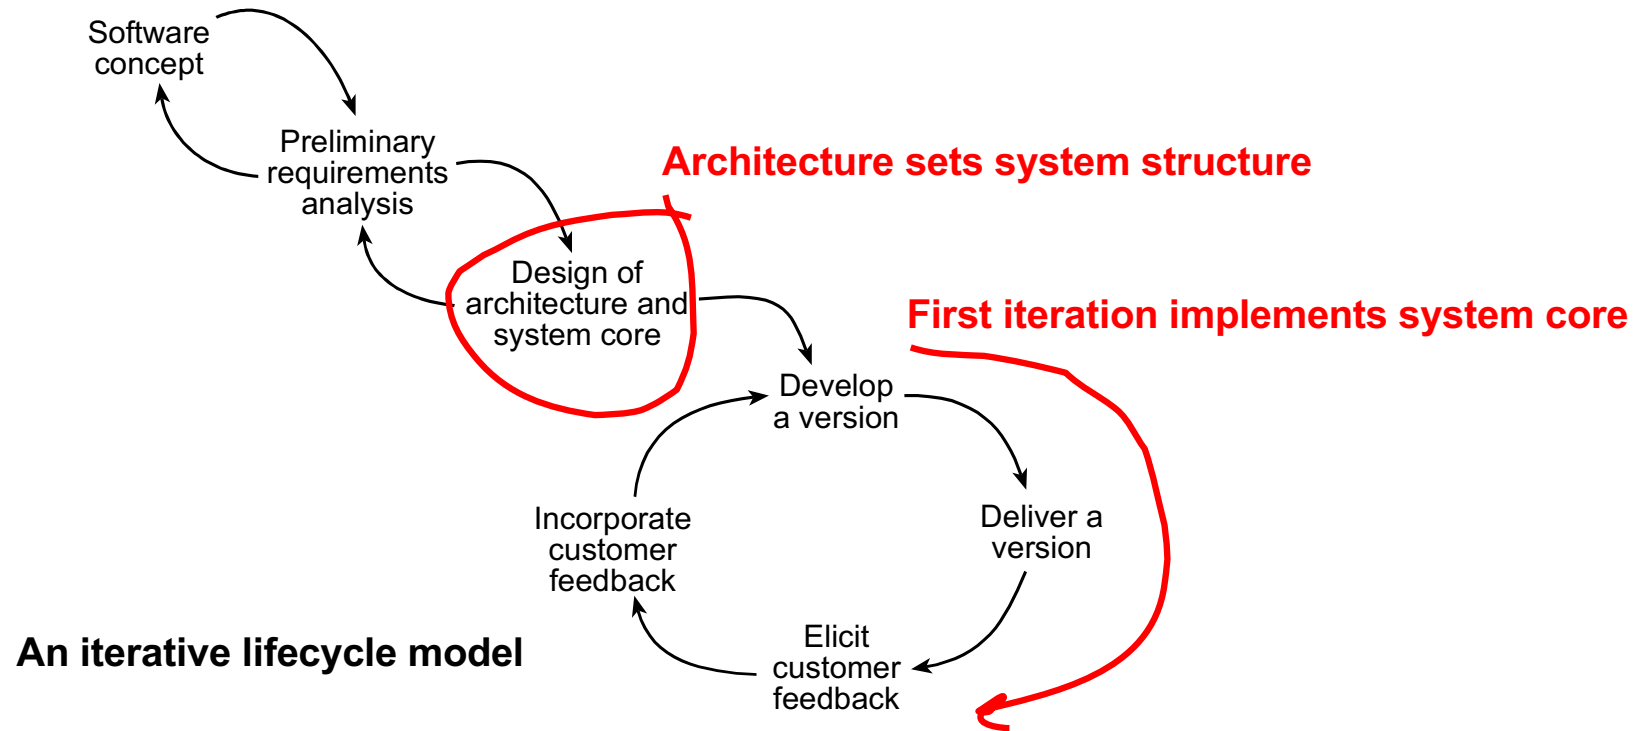 Software
concept
Preliminary
requirements
analysis
Architecture sets system structure
Design of
architecture and
system core
First iteration implements system core
Develop
a version
Deliver a
version
Incorporate
customer
feedback
Elicit
customer
feedback
An iterative lifecycle model